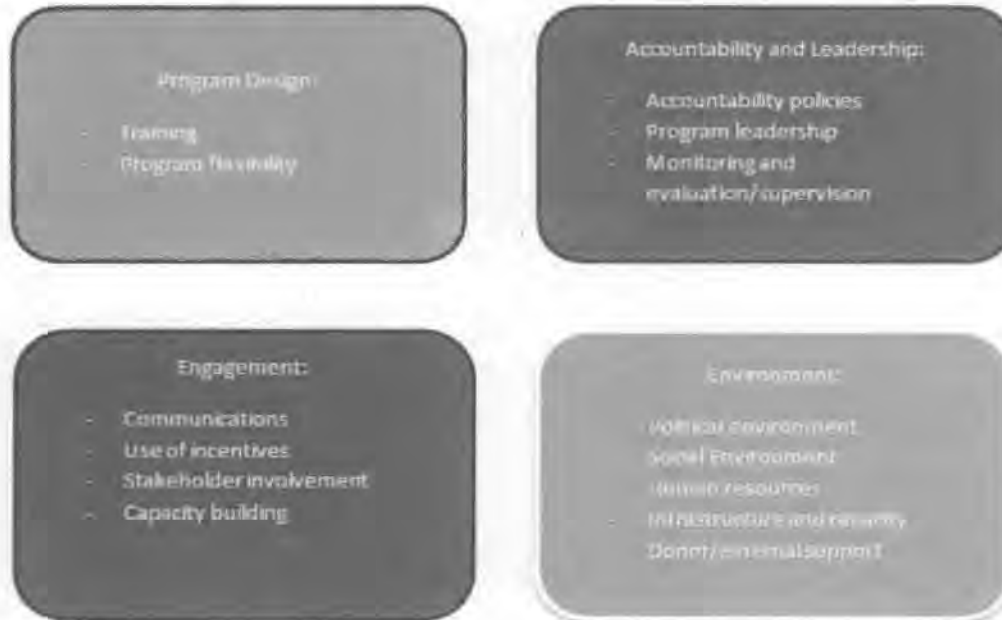 Program Design:
- Training
- Program flexibility
Accountability and Leadership:
- Accountability policies
- Program leadership
- Monitoring and
evaluation/supervision
Engagement:
- Communications
- Use of incentives
- Stakeholder involvement
- Capacity building
Environment:
Political environment
Social Environment
Human resources
- Infrastructure and
Donor/external support